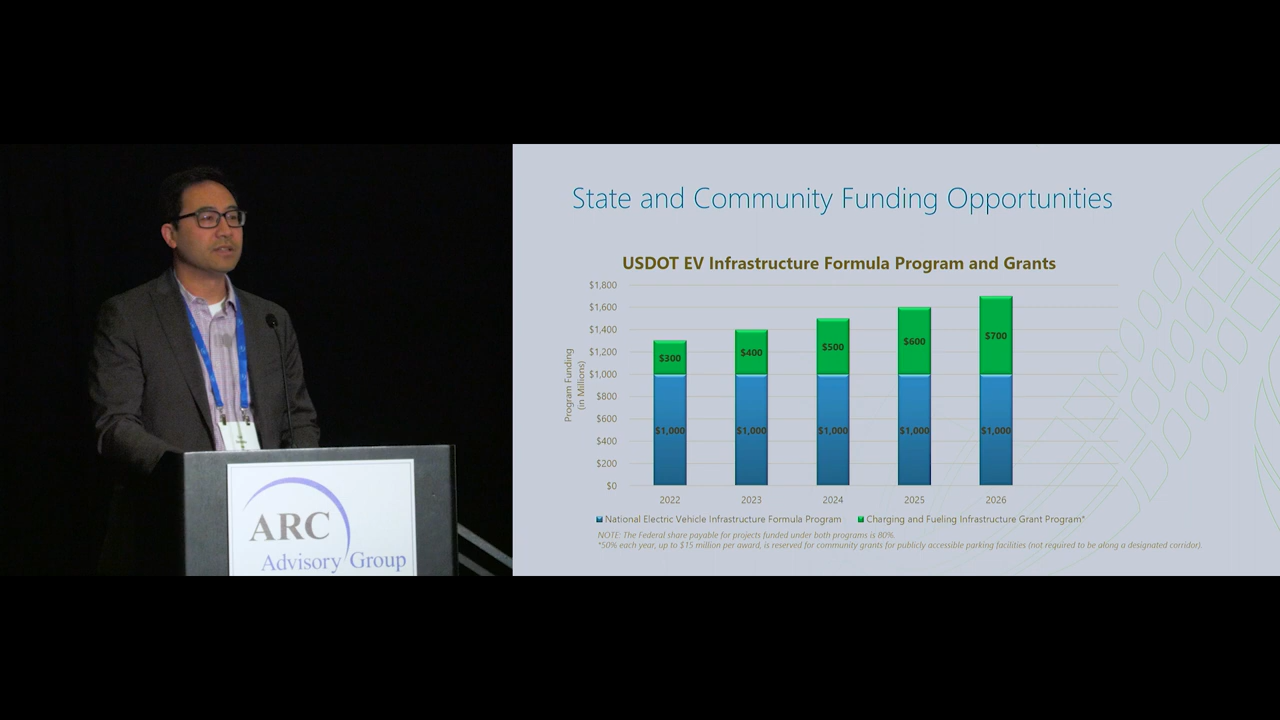 State and Community Funding Opportunities
USDOT EV Infrastructure Formula Program and Grants
$1,800
$1,600
$1,400
$1,200
$1,000
$800
$600
$400
$200
$0
Program Funding
(in Millions)
$300
$400
$500
$600
$700
$1,000
$1,000
$1,000
$1,000
$1,000
2022
2023
2024
2025
2026
National Electric Vehicle Infrastructure Formula Program
Charging and Fueling Infrastructure Grant Program*
NOTE: The Federal share payable for projects funded under both programs is 80%.
*50% each year, up to $15 million per award, is reserved for community grants for publicly accessible parking facilities (not required to be along a designated corridor).
ARC
Advisory Group